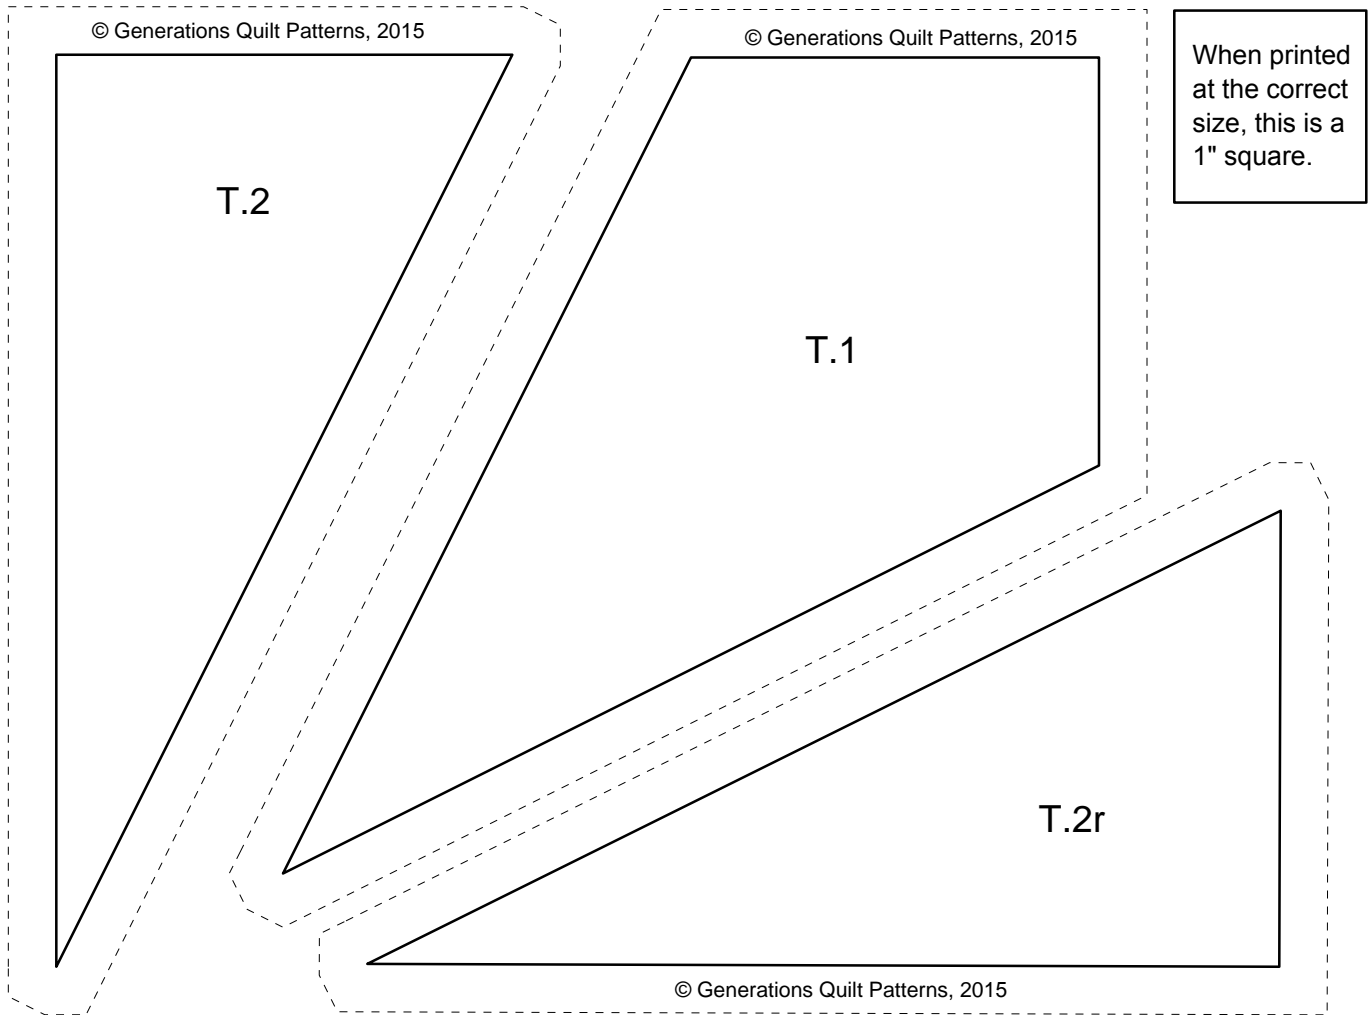 © Generations Quilt Patterns, 2015
© Generations Quilt Patterns, 2015
When printed
at the correct
size, this is a
1" square.
T.2
T.1
T.2r
© Generations Quilt Patterns, 2015